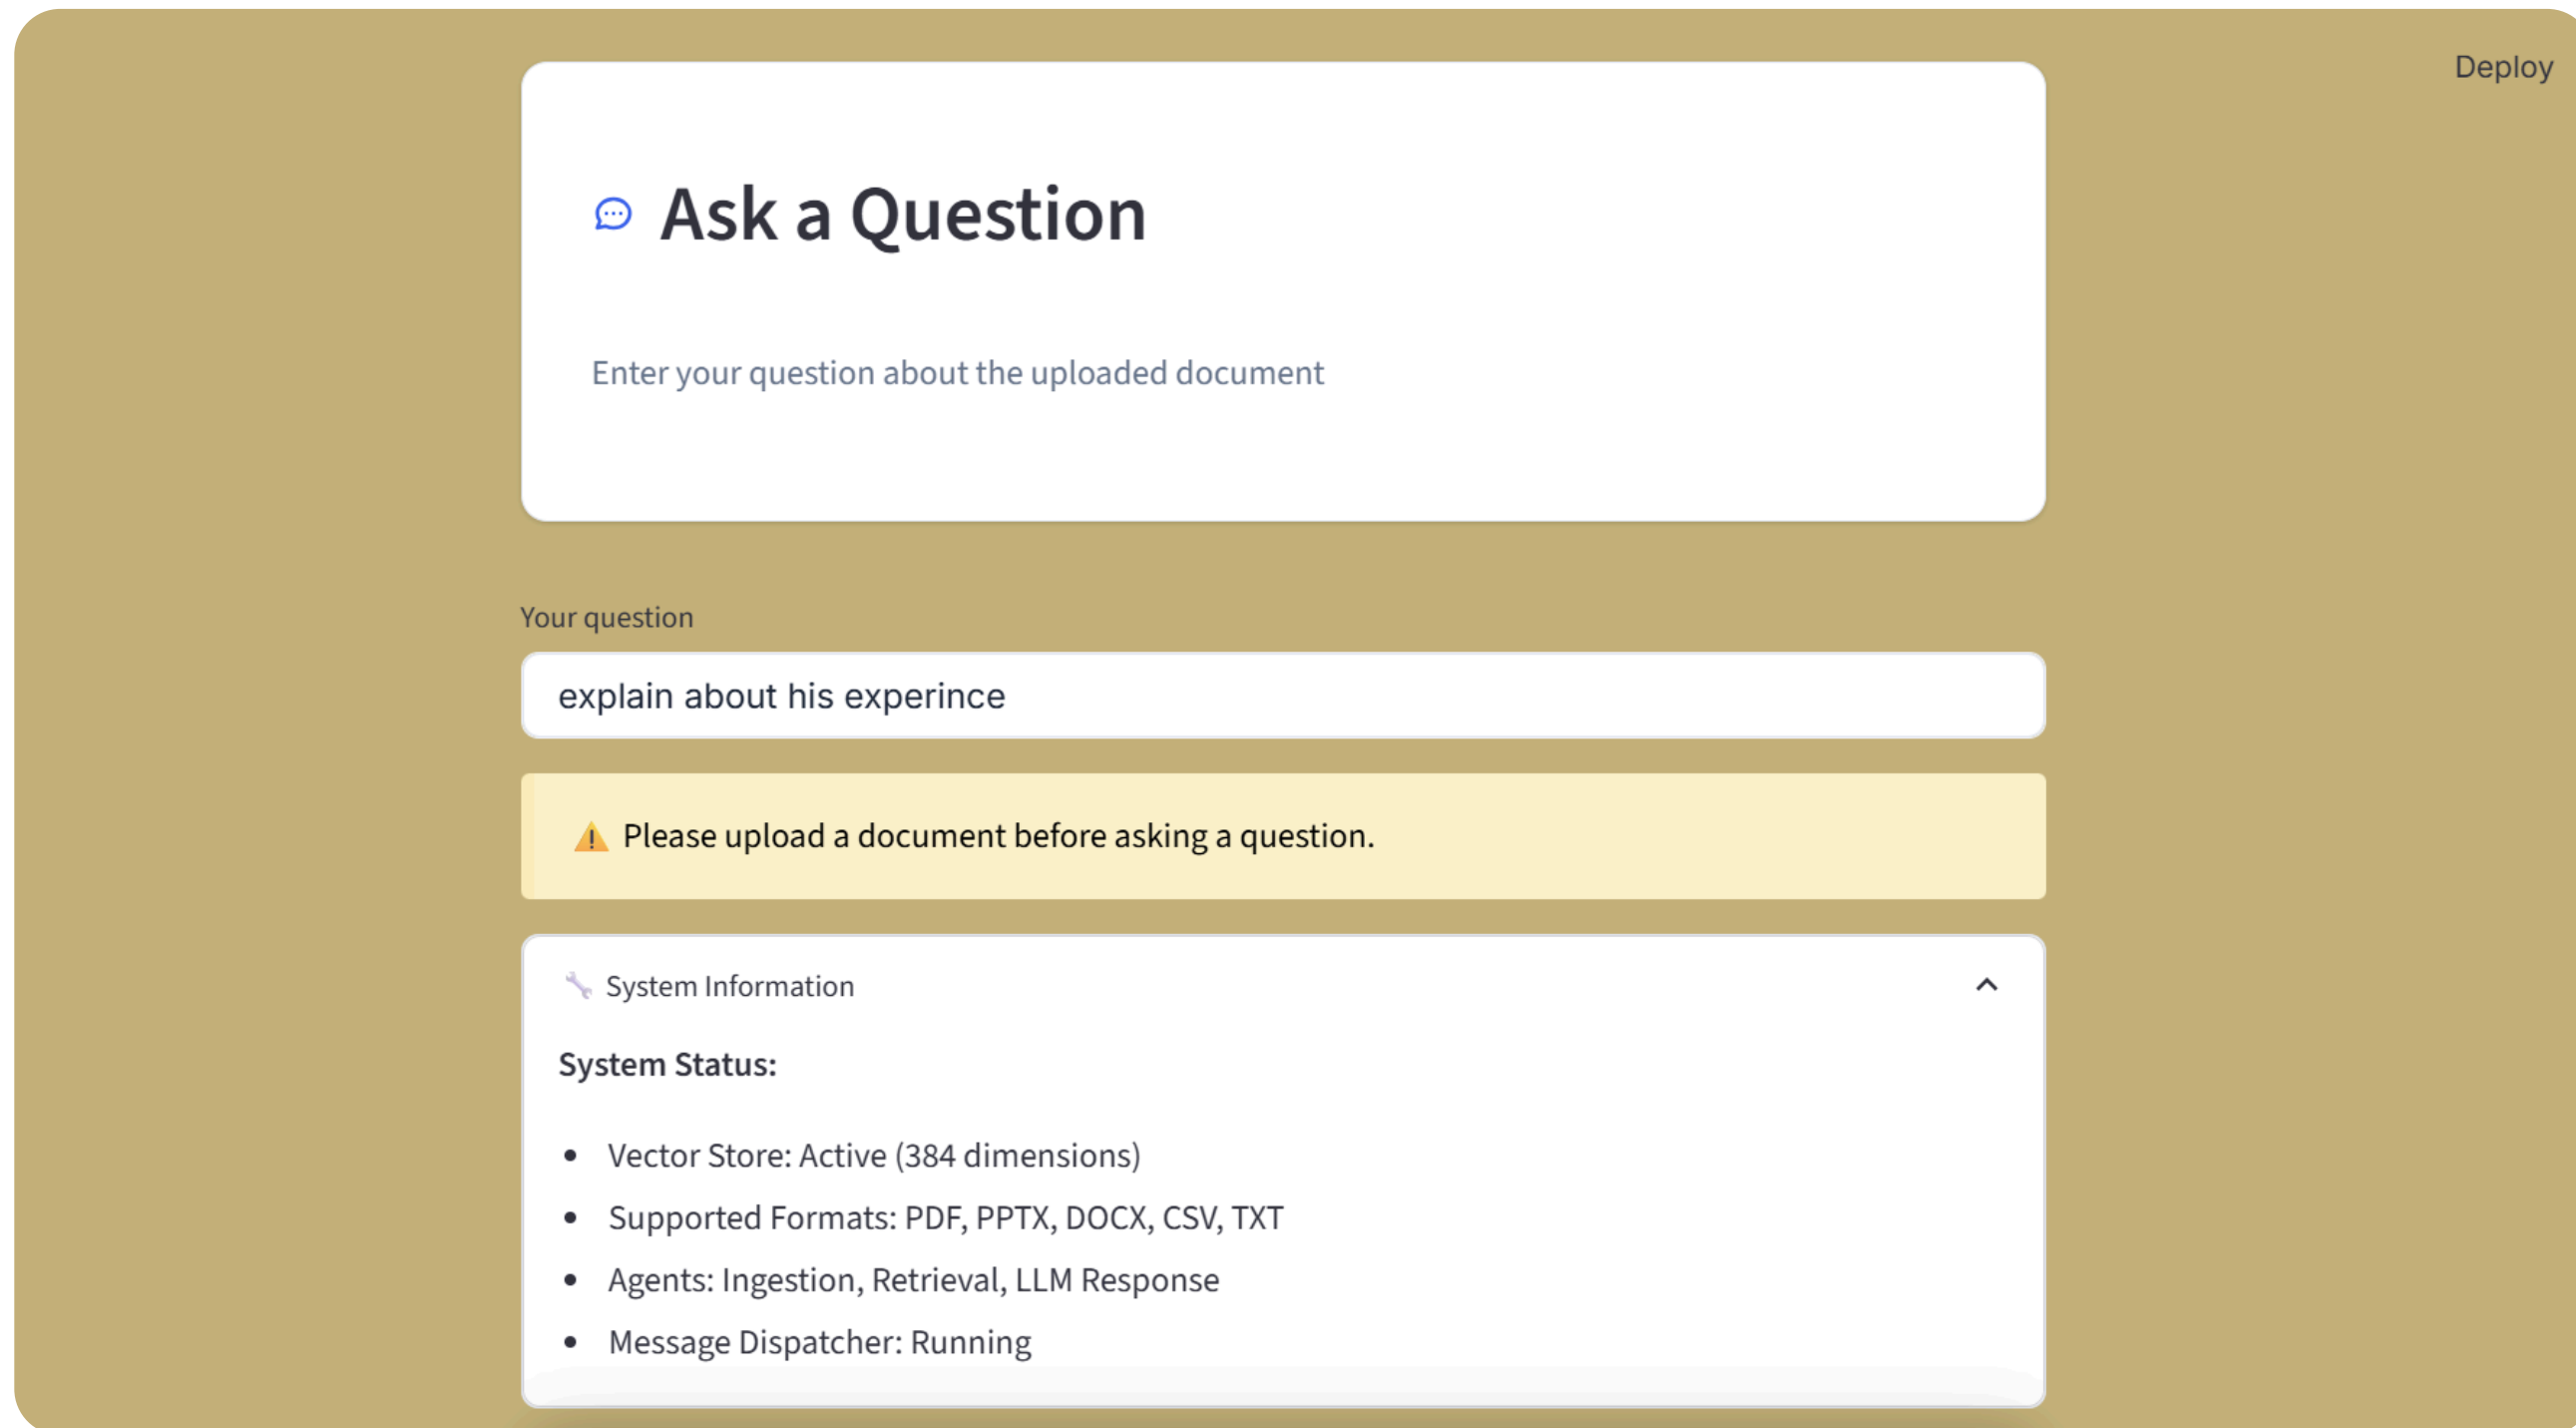 Deploy
Ask a Question
Enter your question about the uploaded document
Your question
explain about his experince
Please upload a document before asking a question.
System Information
System Status:
• Vector Store: Active (384 dimensions)
• Supported Formats: PDF, PPTX, DOCX, CSV, TXT
• Agents: Ingestion, Retrieval, LLM Response
• Message Dispatcher: Running